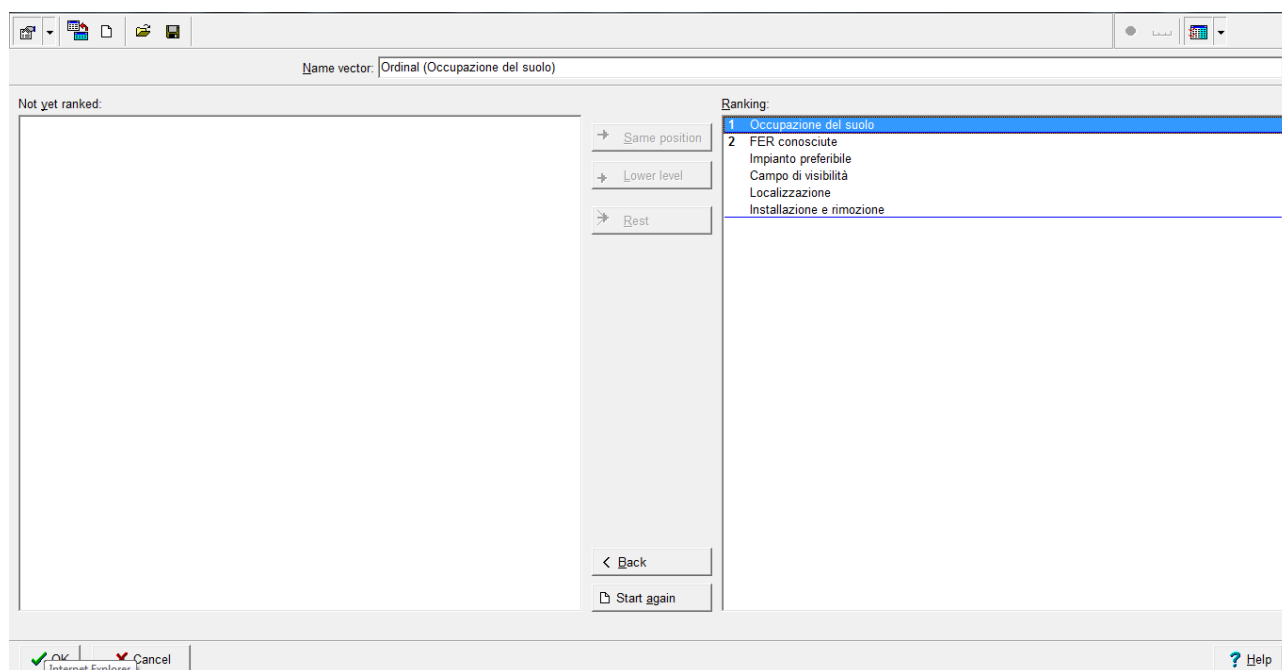 Name vector: Ordinal (Occupazione del suolo)
Not yet ranked:
Ranking:
1 Occupazione del suolo
2 FER conosciute
Impianto preferibile
Campo di visibilità
Localizzazione
Installazione e rimozione
Same position
Lower level
Rest
< Back
Start again
OK
Cancel
Internet Explorer
? Help